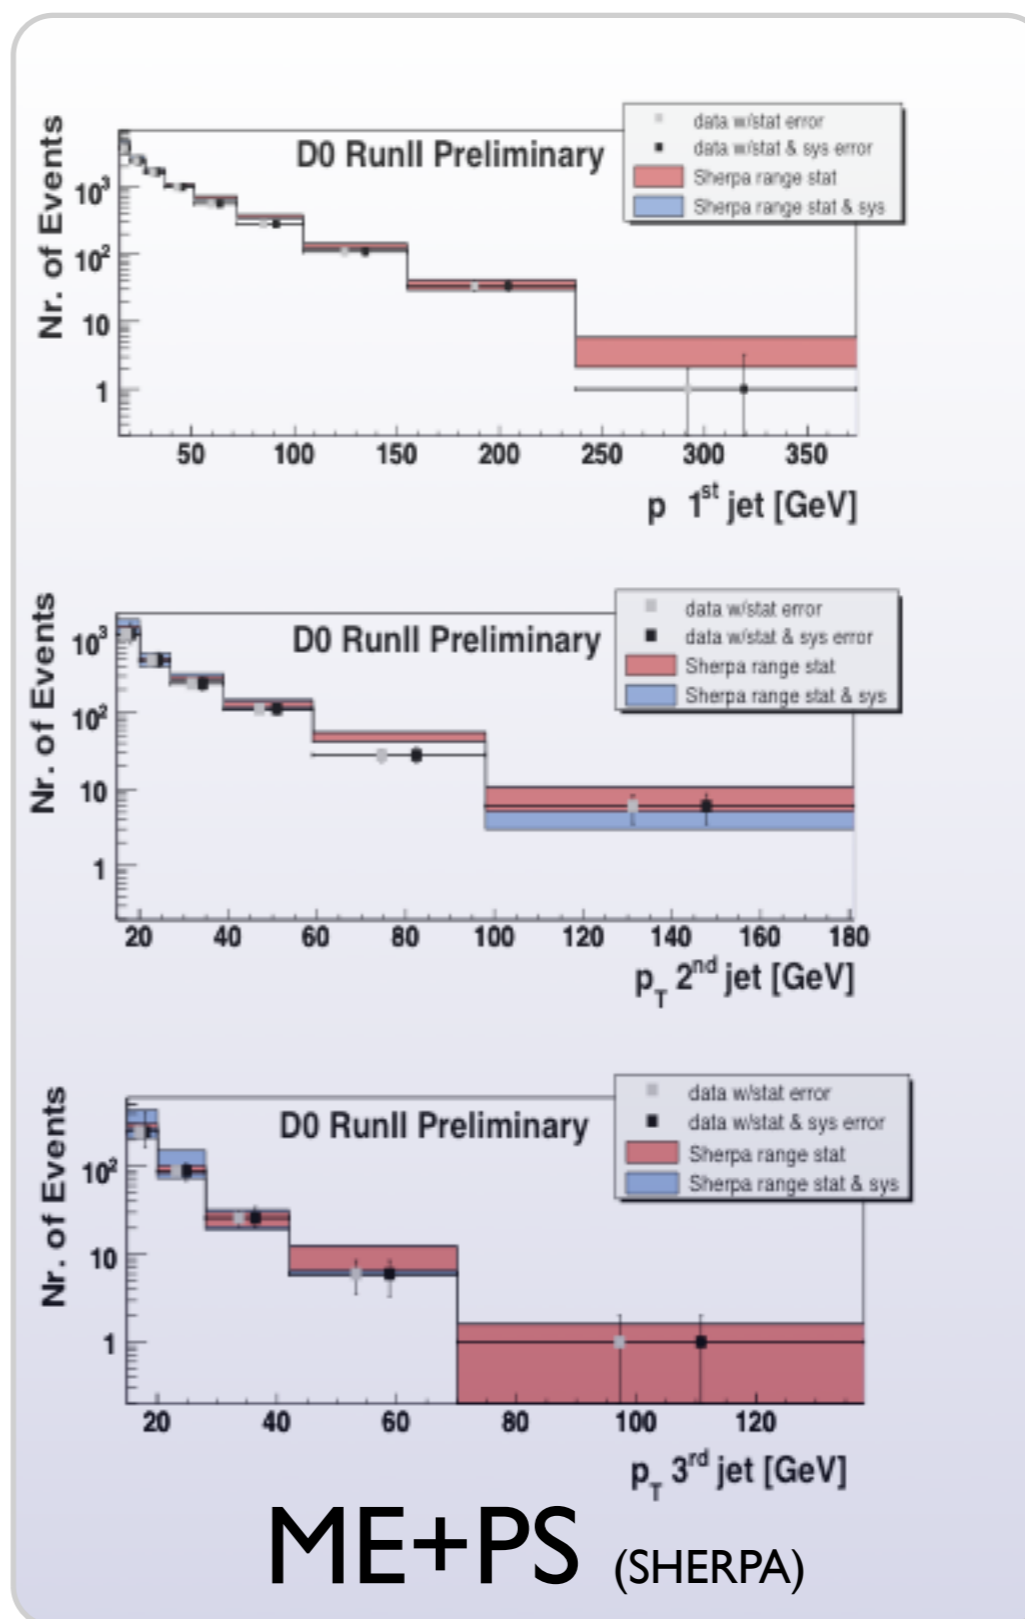 data w/stat error
data w/stat & sys error
Sherpa range stat
Sherpa range stat & sys
D0 RunII Preliminary
Nr. of Events
10³
10²
10
1
50 100 150 200 250 300 350
p 1ˢᵗ jet [GeV]
data w/stat error
data w/stat & sys error
Sherpa range stat
Sherpa range stat & sys
D0 RunII Preliminary
Nr. of Events
10³
10²
10
1
20 40 60 80 100 120 140 160 180
p_T 2ⁿᵈ jet [GeV]
data w/stat error
data w/stat & sys error
Sherpa range stat
Sherpa range stat & sys
D0 RunII Preliminary
Nr. of Events
10²
10
1
20 40 60 80 100 120
p_T 3ʳᵈ jet [GeV]
ME+PS (SHERPA)